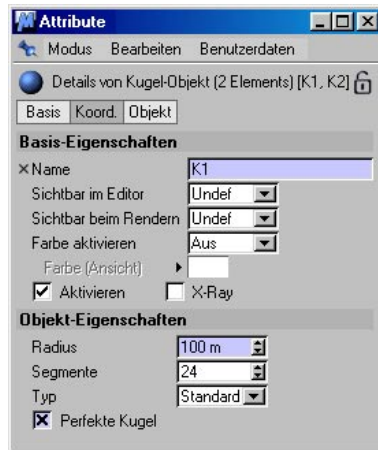 Attribute
Modus Bearbeiten Benutzerdaten
Details von Kugel-Objekt (2 Elements) [K1, K2]
Basis Koord. Objekt
Basis-Eigenschaften
Name K1
Sichtbar im Editor Undef
Sichtbar beim Rendern Undef
Farbe aktivieren Aus
Farbe (Ansicht)
Aktivieren X-Ray
Objekt-Eigenschaften
Radius 100 m
Segmente 24
Typ Standard
Perfekte Kugel